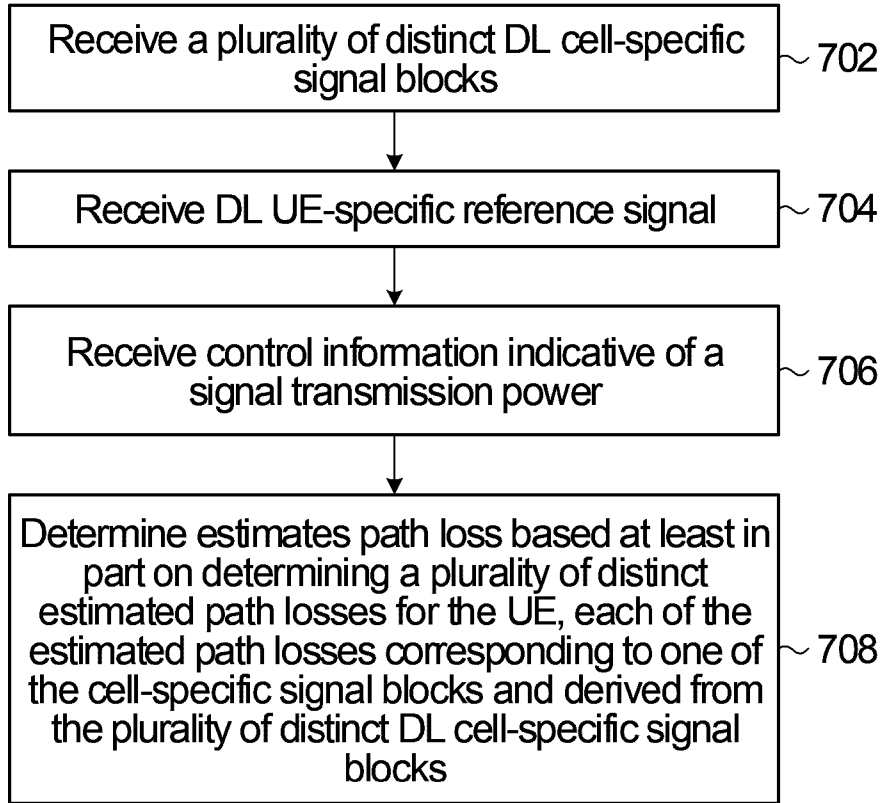 Receive a plurality of distinct DL cell-specific
signal blocks
702
Receive DL UE-specific reference signal
704
Receive control information indicative of a
signal transmission power
706
Determine estimates path loss based at least in
part on determining a plurality of distinct
estimated path losses for the UE, each of the
estimated path losses corresponding to one of
the cell-specific signal blocks and derived from
the plurality of distinct DL cell-specific signal
blocks
708